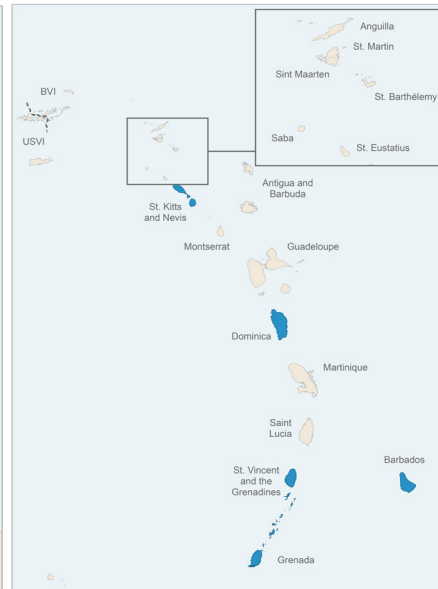 Anguilla
St. Martin
Sint Maarten
St. Barthélemy
BVI
USVI
Saba
St. Eustatius
Antigua and
Barbuda
St. Kitts
and Nevis
Montserrat
Guadeloupe
Dominica
Martinique
Saint
Lucia
Barbados
St. Vincent
and the
Grenadines
Grenada